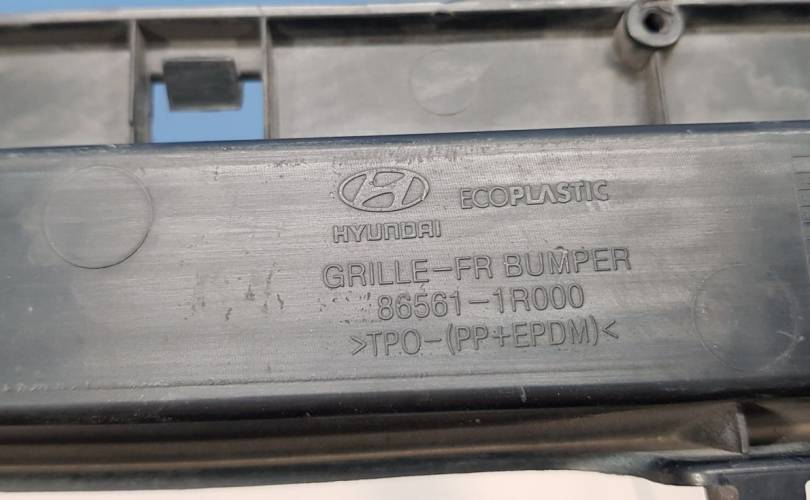 HYUNDAI ECOPLASTIC
GRILLE-FR BUMPER
86561-1R000
>TPO-(PP+EPDM)<